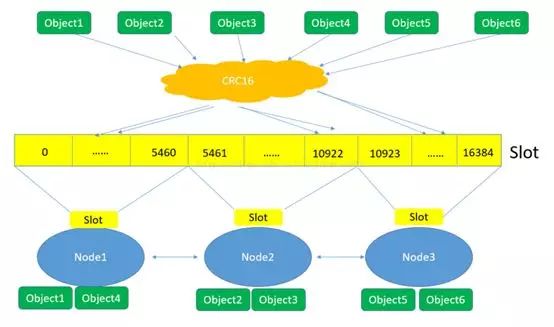 Object1 Object2 Object3 Object4 Object5 Object6
CRC16
0 ...... 5460 5461 ...... 10922 10923 ...... 16384 Slot
Slot Slot Slot
Node1 Node2 Node3
Object1 Object4 Object2 Object3 Object5 Object6